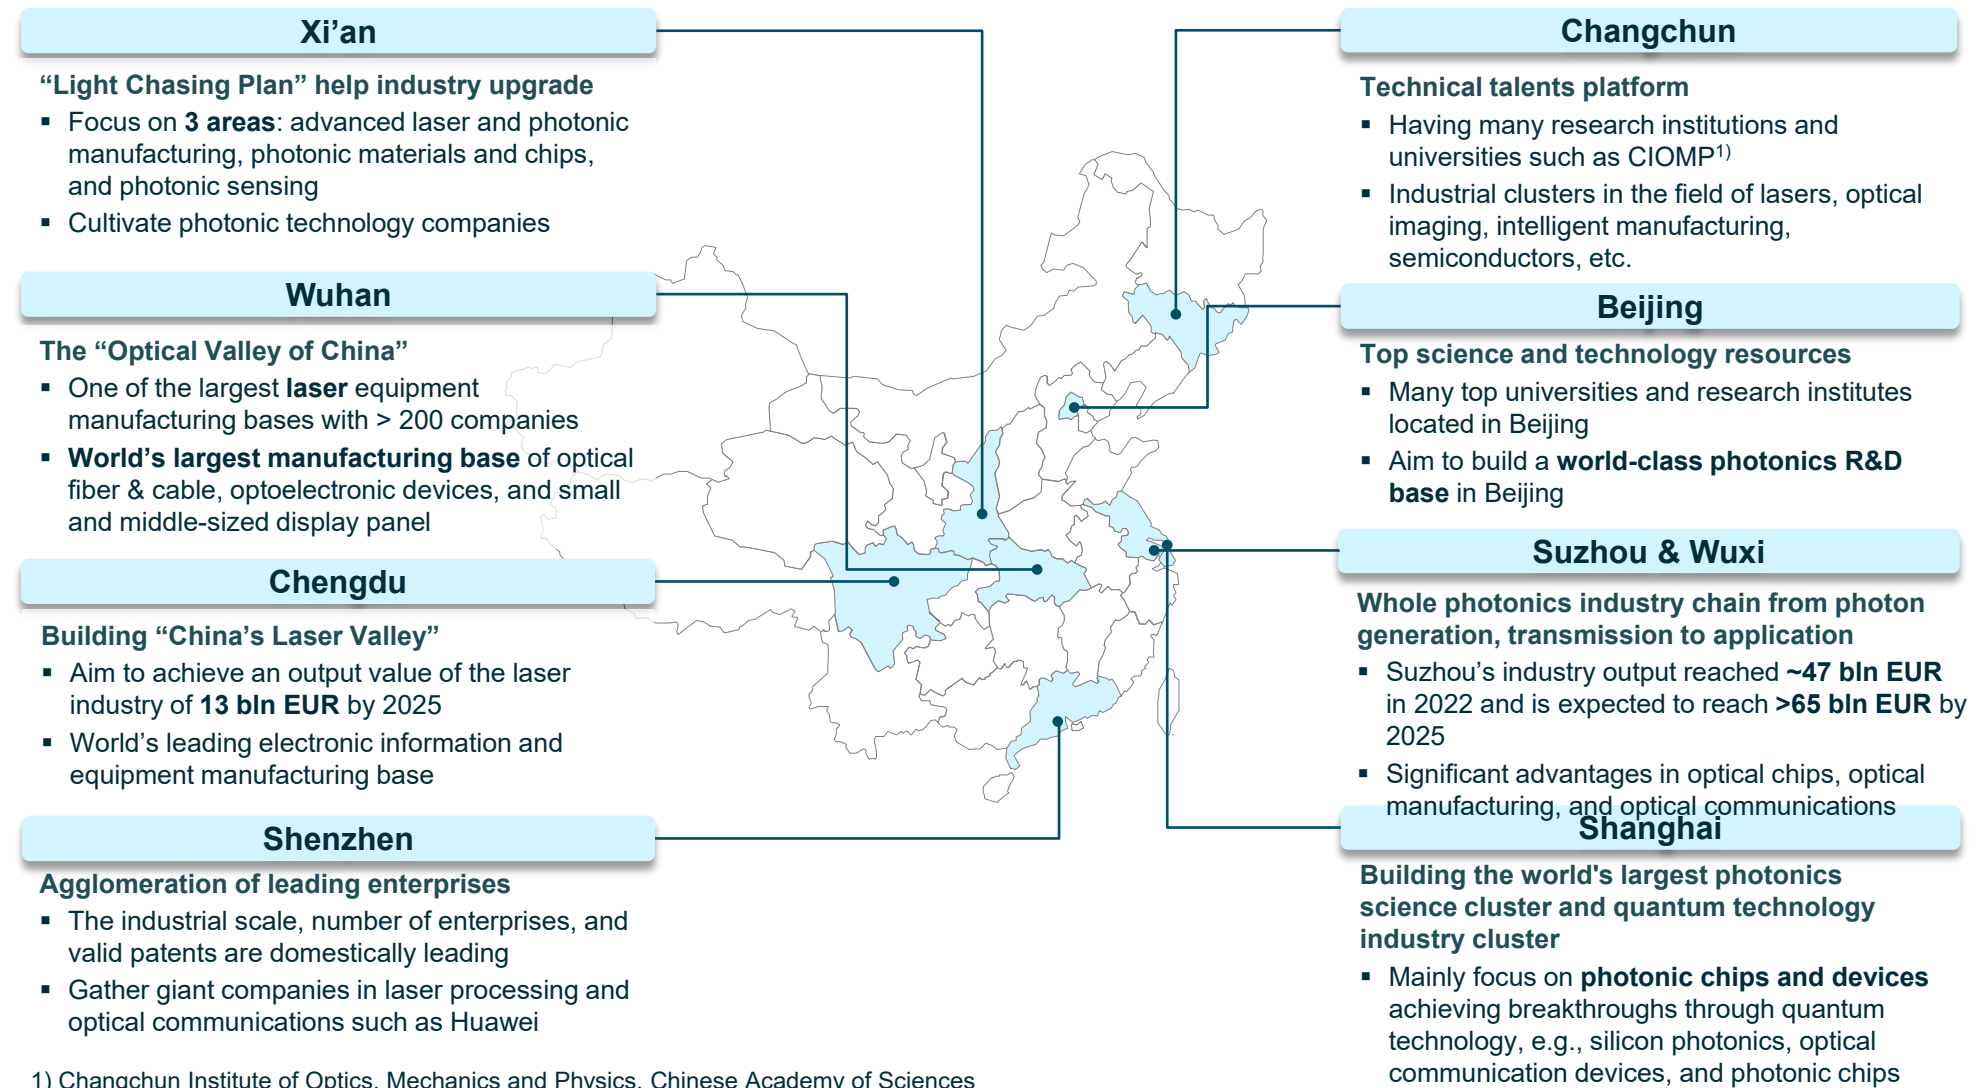 Xi’an
“Light Chasing Plan” help industry upgrade
▪ Focus on 3 areas: advanced laser and photonic
manufacturing, photonic materials and chips,
and photonic sensing
▪ Cultivate photonic technology companies
Wuhan
The “Optical Valley of China”
▪ One of the largest laser equipment
manufacturing bases with > 200 companies
▪ World’s largest manufacturing base of optical
fiber & cable, optoelectronic devices, and small
and middle-sized display panel
Chengdu
Building “China’s Laser Valley”
▪ Aim to achieve an output value of the laser
industry of 13 bln EUR by 2025
▪ World’s leading electronic information and
equipment manufacturing base
Shenzhen
Agglomeration of leading enterprises
▪ The industrial scale, number of enterprises, and
valid patents are domestically leading
▪ Gather giant companies in laser processing and
optical communications such as Huawei
Changchun
Technical talents platform
▪ Having many research institutions and
universities such as CIOMP1)
▪ Industrial clusters in the field of lasers, optical
imaging, intelligent manufacturing,
semiconductors, etc.
Beijing
Top science and technology resources
▪ Many top universities and research institutes
located in Beijing
▪ Aim to build a world-class photonics R&D
base in Beijing
Suzhou & Wuxi
Whole photonics industry chain from photon
generation, transmission to application
▪ Suzhou’s industry output reached ~47 bln EUR
in 2022 and is expected to reach >65 bln EUR by
2025
▪ Significant advantages in optical chips, optical
manufacturing, and optical communications
Shanghai
Building the world's largest photonics
science cluster and quantum technology
industry cluster
▪ Mainly focus on photonic chips and devices
achieving breakthroughs through quantum
technology, e.g., silicon photonics, optical
communication devices, and photonic chips
1) Changchun Institute of Optics, Mechanics and Physics, Chinese Academy of Sciences